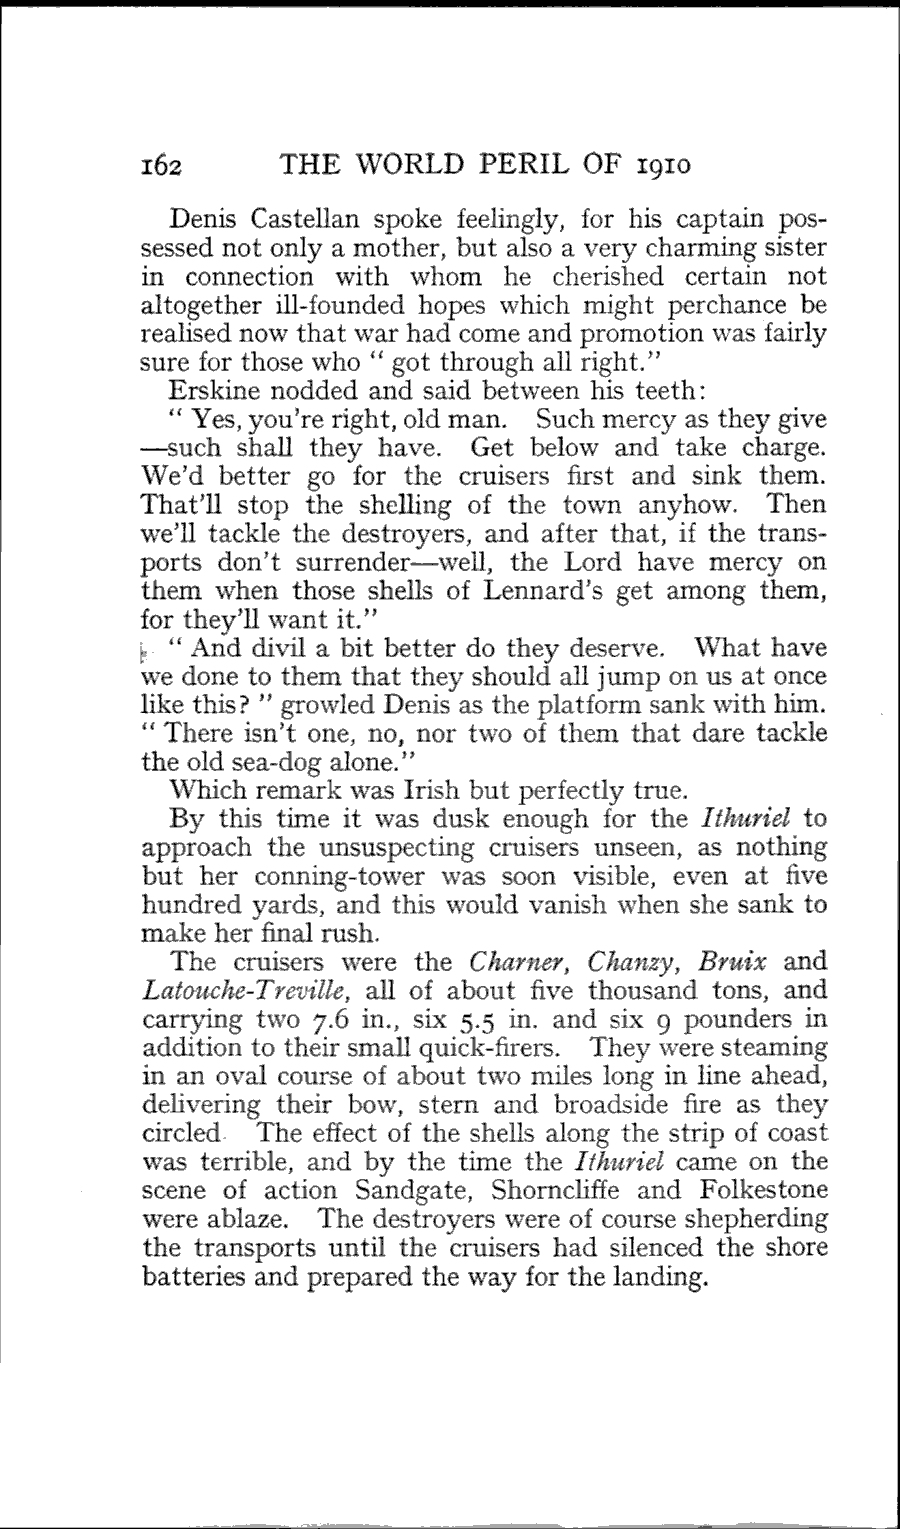 162 THE WORLD PERIL OF 1910
Denis Castellan spoke feelingly, for his captain pos-
sessed not only a mother, but also a very charming sister
in connection with whom he cherished certain not
altogether ill-founded hopes which might perchance be
realised now that war had come and promotion was fairly
sure for those who “ got through all right.”
Erskine nodded and said between his teeth:
“ Yes, you're right, old man. Such mercy as they give
—such shall they have. Get below and take charge.
We'd better go for the cruisers first and sink them.
That'll stop the shelling of the town anyhow. Then
we'll tackle the destroyers, and after that, if the trans-
ports don't surrender—well, the Lord have mercy on
them when those shells of Lennard's get among them,
for they'll want it.”
“ And divil a bit better do they deserve. What have
we done to them that they should all jump on us at once
like this? ” growled Denis as the platform sank with him.
“ There isn't one, no, nor two of them that dare tackle
the old sea-dog alone.”
Which remark was Irish but perfectly true.
By this time it was dusk enough for the Ithuriel to
approach the unsuspecting cruisers unseen, as nothing
but her conning-tower was soon visible, even at five
hundred yards, and this would vanish when she sank to
make her final rush.
The cruisers were the Charner, Chanzy, Bruix and
Latouche-Treville, all of about five thousand tons, and
carrying two 7.6 in., six 5.5 in. and six 9 pounders in
addition to their small quick-firers. They were steaming
in an oval course of about two miles long in line ahead,
delivering their bow, stern and broadside fire as they
circled. The effect of the shells along the strip of coast
was terrible, and by the time the Ithuriel came on the
scene of action Sandgate, Shorncliffe and Folkestone
were ablaze. The destroyers were of course shepherding
the transports until the cruisers had silenced the shore
batteries and prepared the way for the landing.